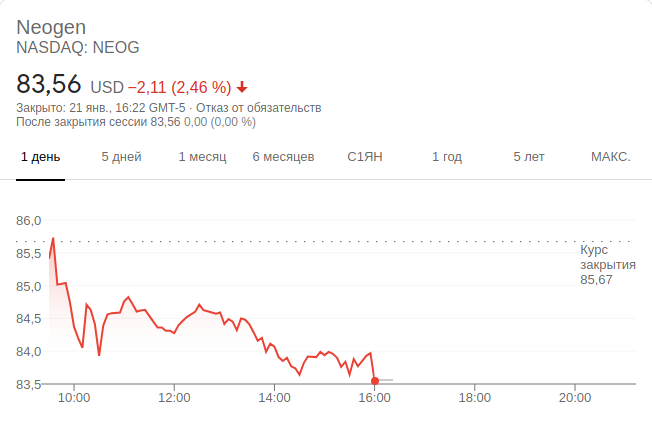 Neogen
NASDAQ: NEOG
83,56 USD −2,11 (2,46 %)
Закрыто: 21 янв., 16:22 GMT-5 · Отказ от обязательств
После закрытия сессии 83,56 0,00 (0,00 %)
1 день 5 дней 1 месяц 6 месяцев С1ЯН 1 год 5 лет МАКС.
86,0
85,5
85,0
84,5
84,0
83,5
Курс
закрытия
85,67
10:00 12:00 14:00 16:00 18:00 20:00